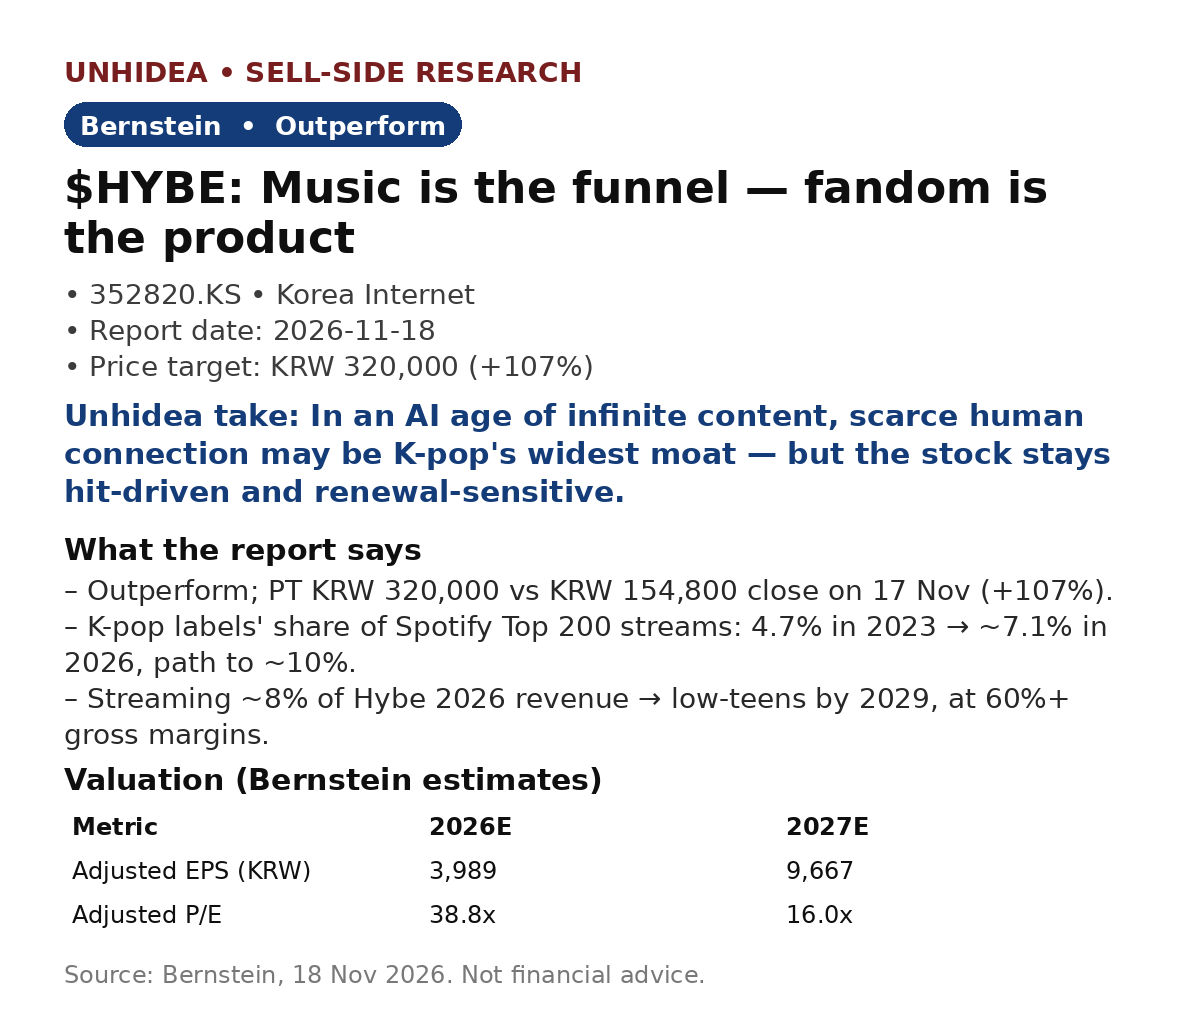 UNHIDEA • SELL-SIDE RESEARCH
Bernstein • Outperform
$HYBE: Music is the funnel — fandom is
the product
• 352820.KS • Korea Internet
• Report date: 2026-11-18
• Price target: KRW 320,000 (+107%)
Unhidea take: In an AI age of infinite content, scarce human
connection may be K-pop's widest moat — but the stock stays
hit-driven and renewal-sensitive.
What the report says
– Outperform; PT KRW 320,000 vs KRW 154,800 close on 17 Nov (+107%).
– K-pop labels' share of Spotify Top 200 streams: 4.7% in 2023 → ~7.1% in
2026, path to ~10%.
– Streaming ~8% of Hybe 2026 revenue → low-teens by 2029, at 60%+
gross margins.
Valuation (Bernstein estimates)
Metric 2026E 2027E
Adjusted EPS (KRW) 3,989 9,667
Adjusted P/E 38.8x 16.0x
Source: Bernstein, 18 Nov 2026. Not financial advice.